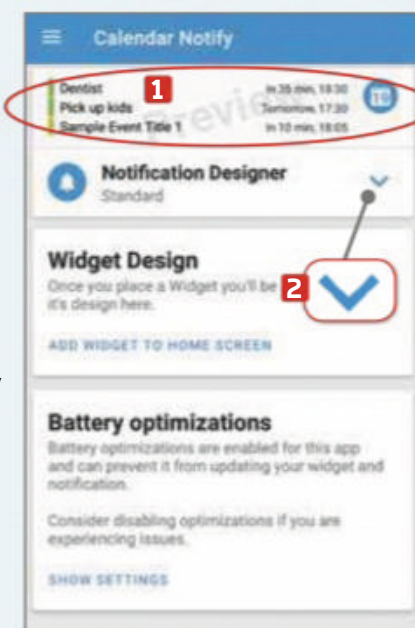 Calendar Notify
Dentist In 35 min, 18:30
1
Pick up kids Tomorrow, 17:30
19
Sample Event Title 1 In 10 min, 18:05
Preview
Notification Designer
Standard
Widget Design
Once you place a Widget you'll be
2
it's design here.
ADD WIDGET TO HOME SCREEN
Battery optimizations
Battery optimizations are enabled for this app
and can prevent it from updating your widget and
notification.
Consider disabling optimizations if you are
experiencing issues.
SHOW SETTINGS